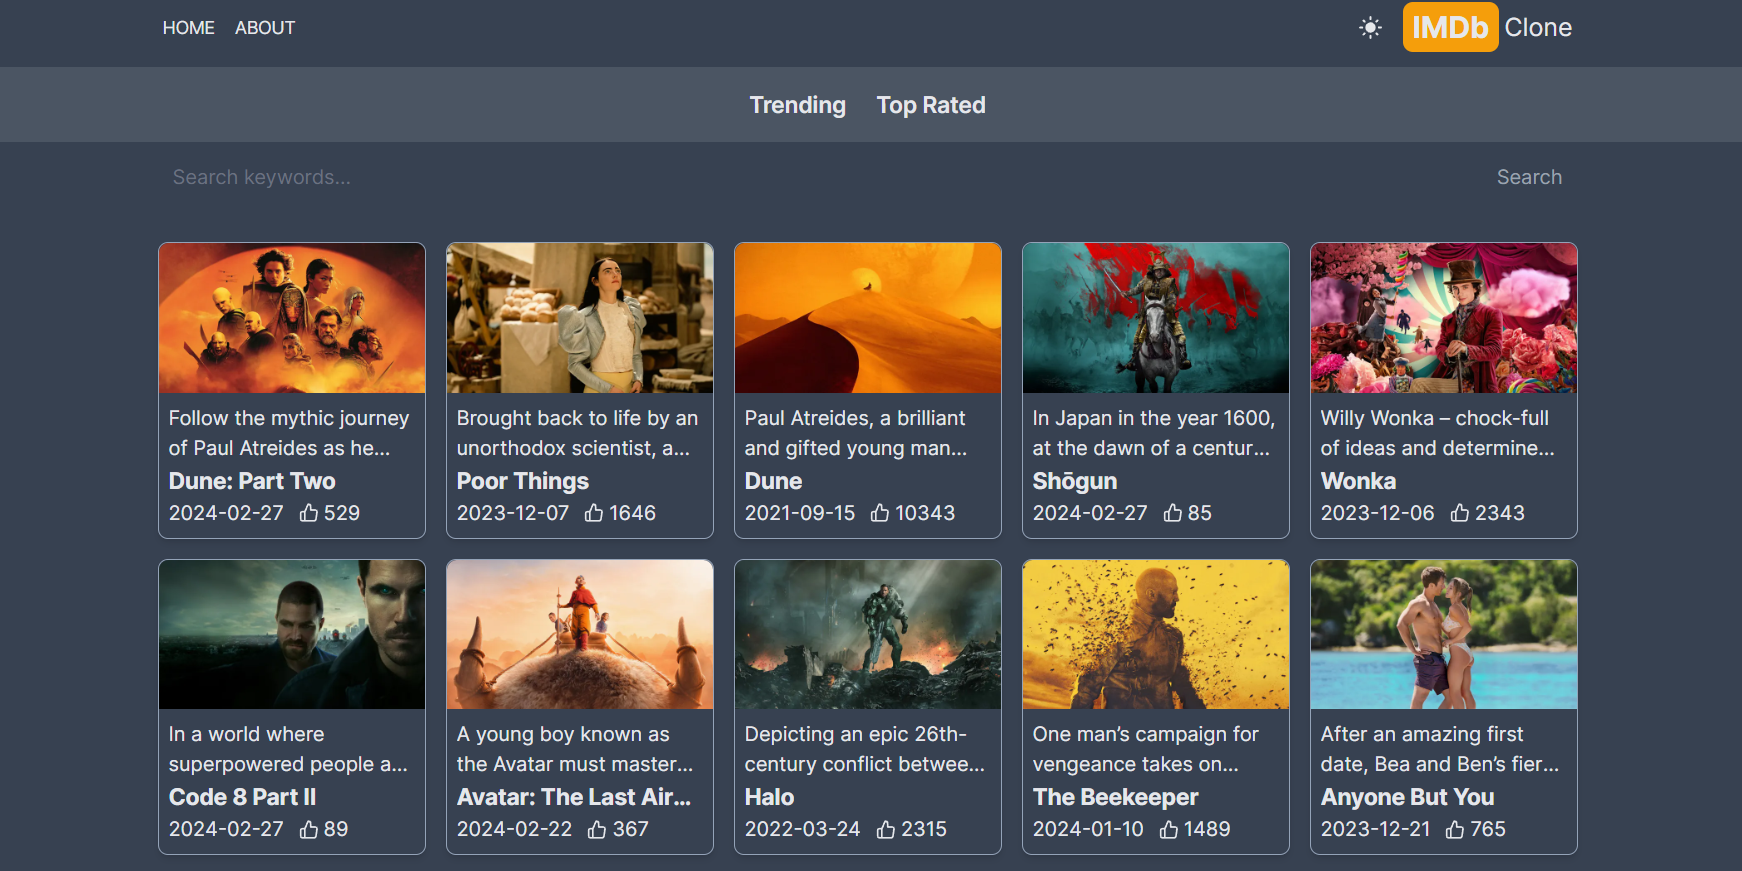 HOME ABOUT IMDb Clone
Trending Top Rated
Search keywords... Search
Follow the mythic journey
of Paul Atreides as he...
Dune: Part Two
2024-02-27 529
Brought back to life by an
unorthodox scientist, a...
Poor Things
2023-12-07 1646
Paul Atreides, a brilliant
and gifted young man...
Dune
2021-09-15 10343
In Japan in the year 1600,
at the dawn of a centur...
Shōgun
2024-02-27 85
Willy Wonka – chock-full
of ideas and determine...
Wonka
2023-12-06 2343
In a world where
superpowered people a...
Code 8 Part II
2024-02-27 89
A young boy known as
the Avatar must master...
Avatar: The Last Air...
2024-02-22 367
Depicting an epic 26th-
century conflict betwee...
Halo
2022-03-24 2315
One man’s campaign for
vengeance takes on...
The Beekeeper
2024-01-10 1489
After an amazing first
date, Bea and Ben’s fier...
Anyone But You
2023-12-21 765